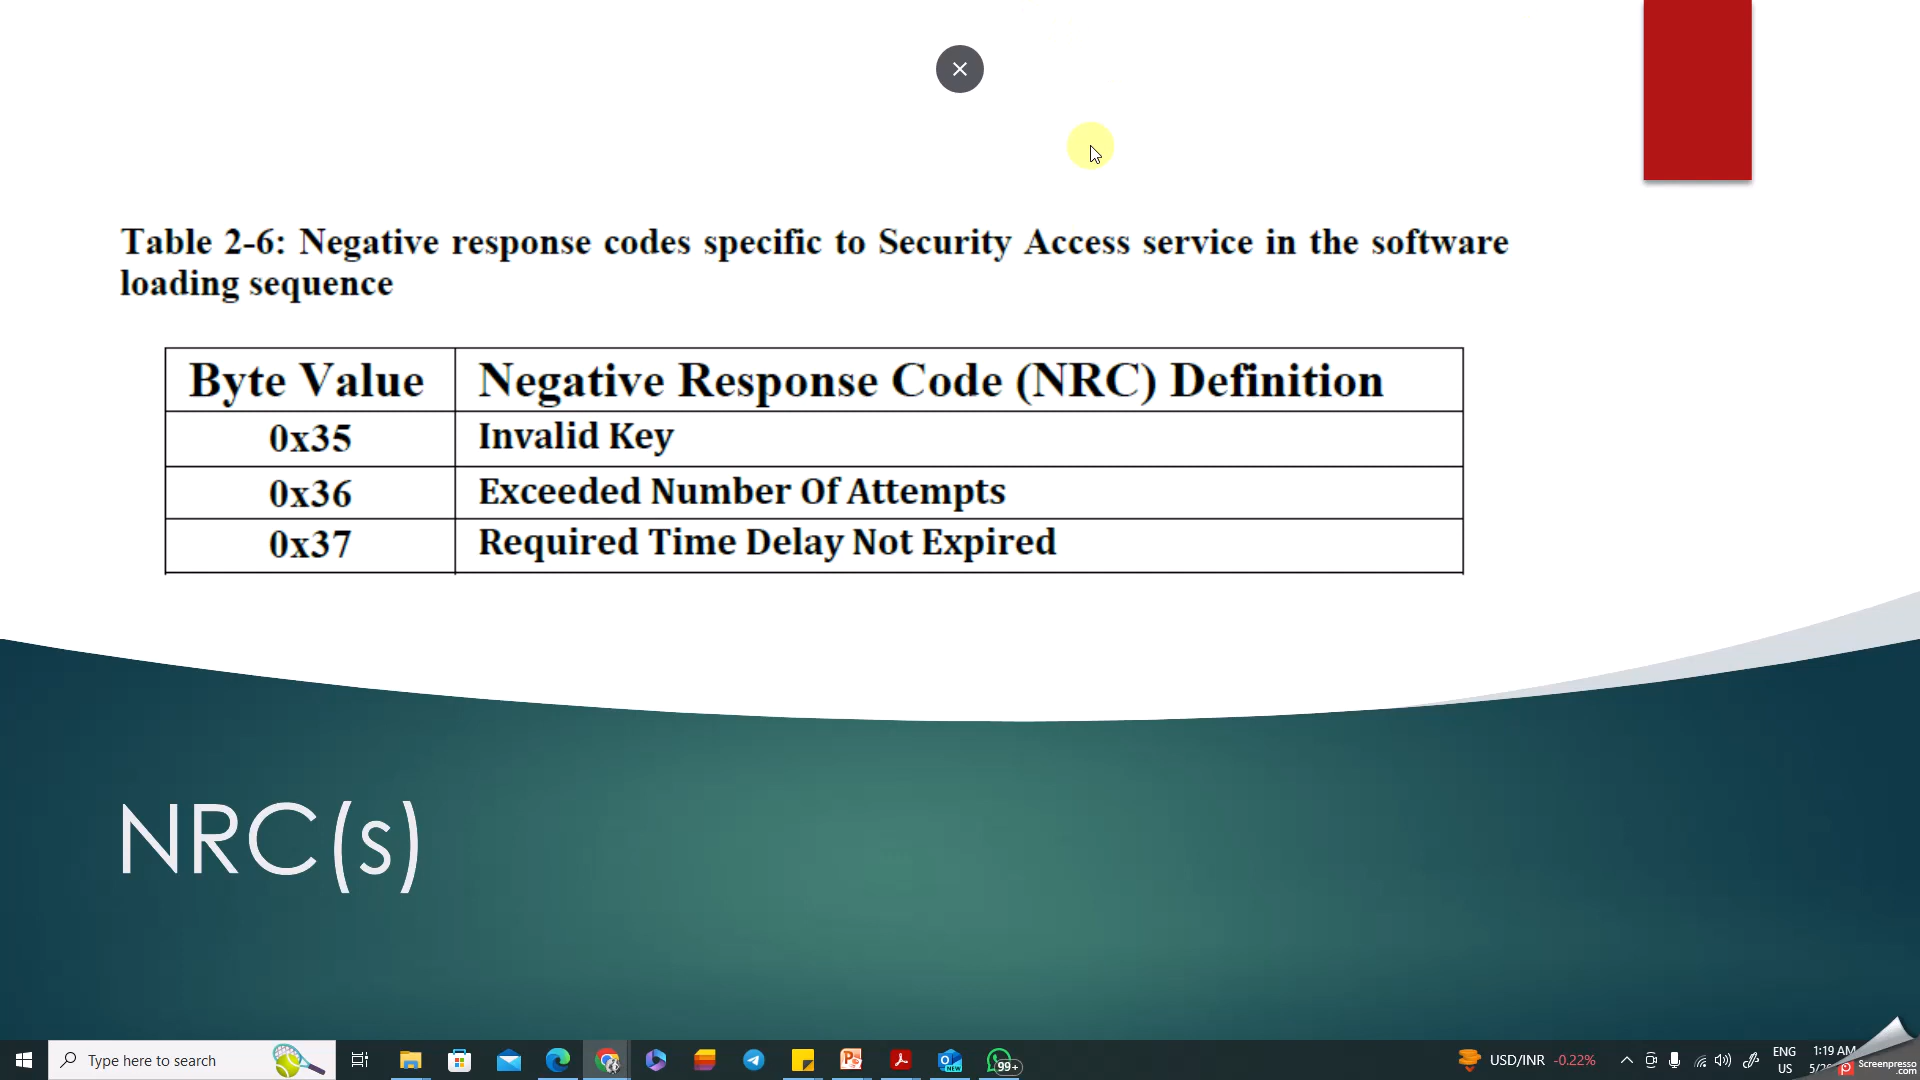 Table 2-6: Negative response codes specific to Security Access service in the software
loading sequence
Byte Value Negative Response Code (NRC) Definition
0x35 Invalid Key
0x36 Exceeded Number Of Attempts
0x37 Required Time Delay Not Expired
NRC(s)
Type here to search
99+
USD/INR -0.22%
ENG
US
1:19 AM
Screenpresso
.com